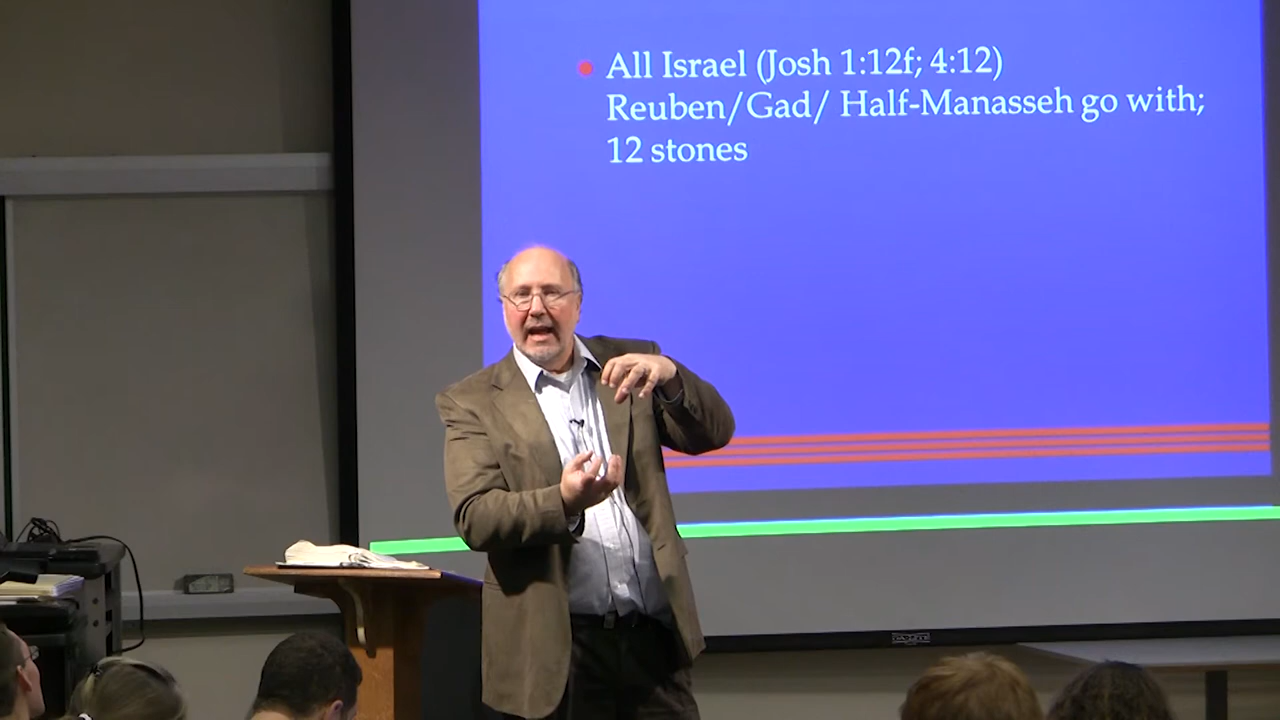 All Israel (Josh 1:12f; 4:12)
Reuben/Gad/ Half-Manasseh go with;
12 stones